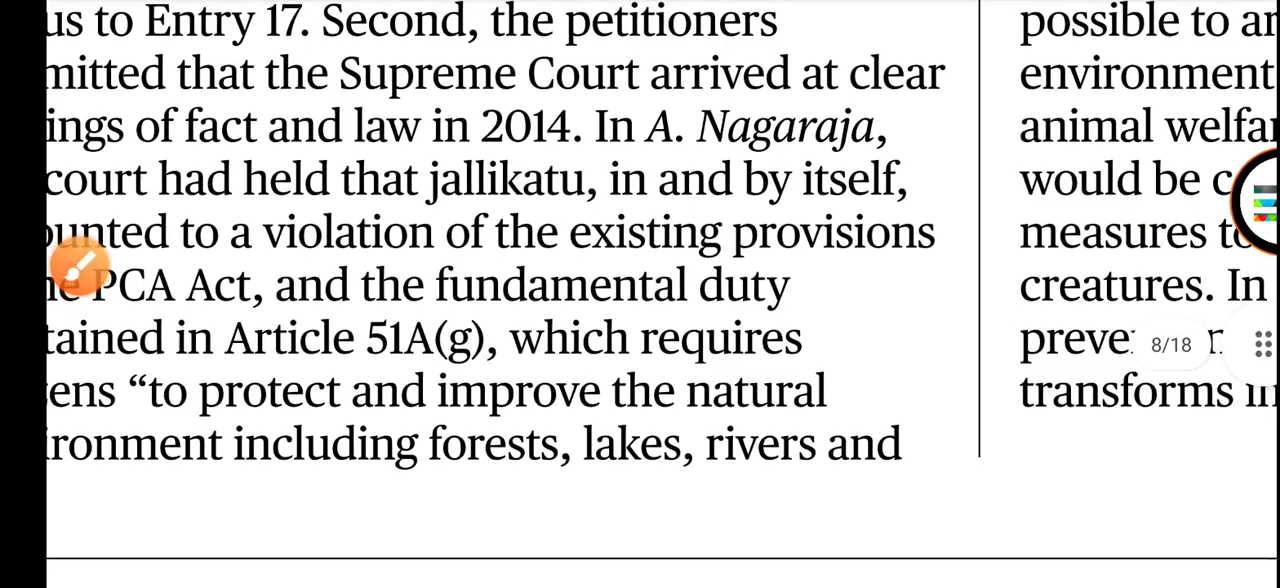 us to Entry 17. Second, the petitioners
mitted that the Supreme Court arrived at clear
ings of fact and law in 2014. In A. Nagaraja,
court had held that jallikatu, in and by itself,
ounted to a violation of the existing provisions
PCA Act, and the fundamental duty
tained in Article 51A(g), which requires
ens “to protect and improve the natural
ironment including forests, lakes, rivers and
possible to
environment
animal
would be
measures
creatures. In
8/18
transforms